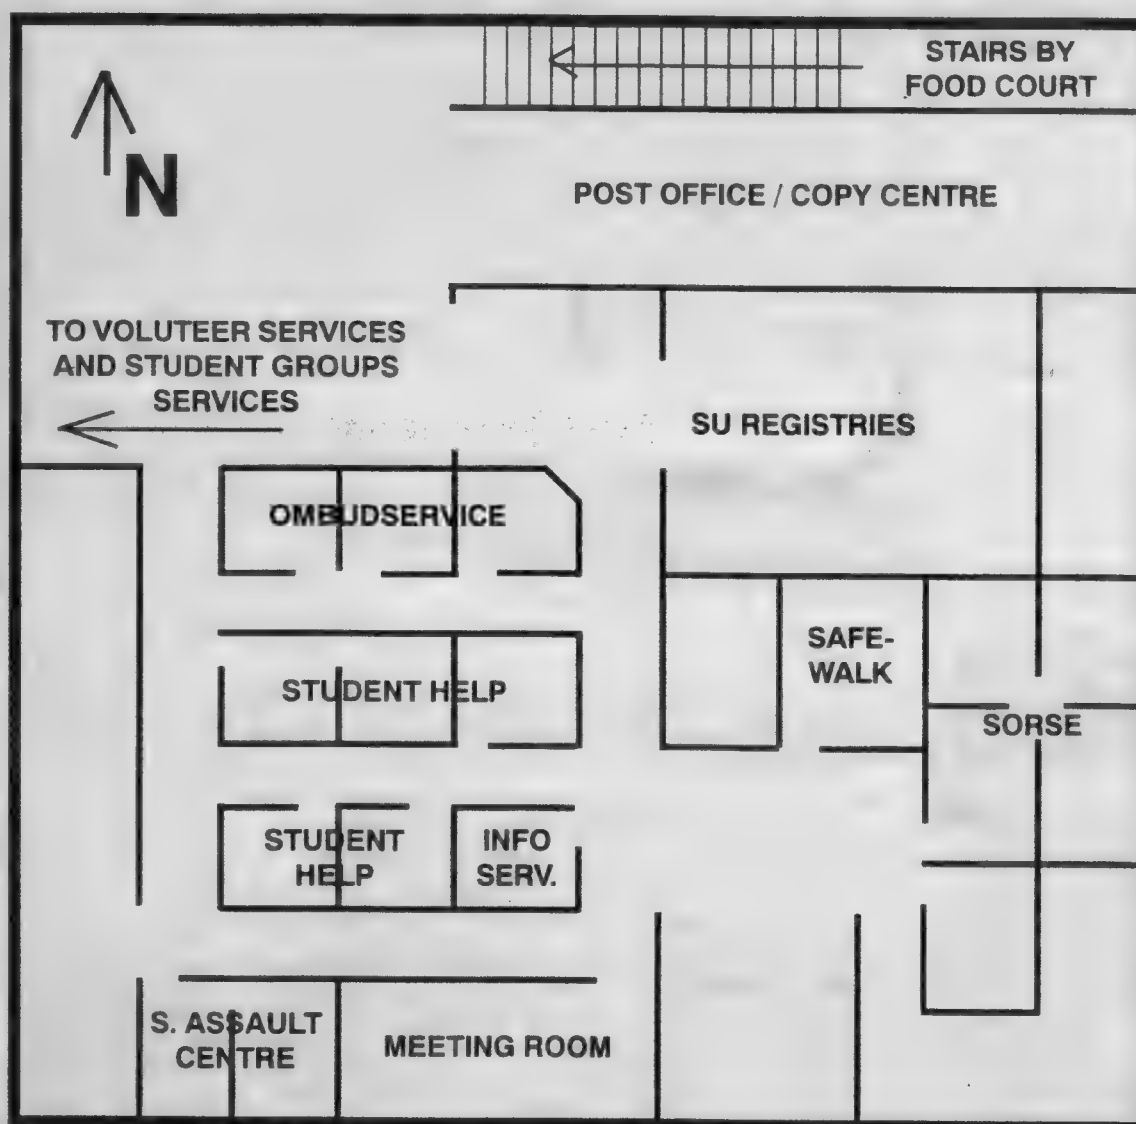 STAIRS BY
FOOD COURT
N
POST OFFICE / COPY CENTRE
TO VOLUTEER SERVICES
AND STUDENT GROUPS
SERVICES
SU REGISTRIES
OMBUDSERVICE
SAFE-
WALK
STUDENT HELP
SORSE
STUDENT
HELP
INFO
SERV.
S. ASSAULT
CENTRE
MEETING ROOM